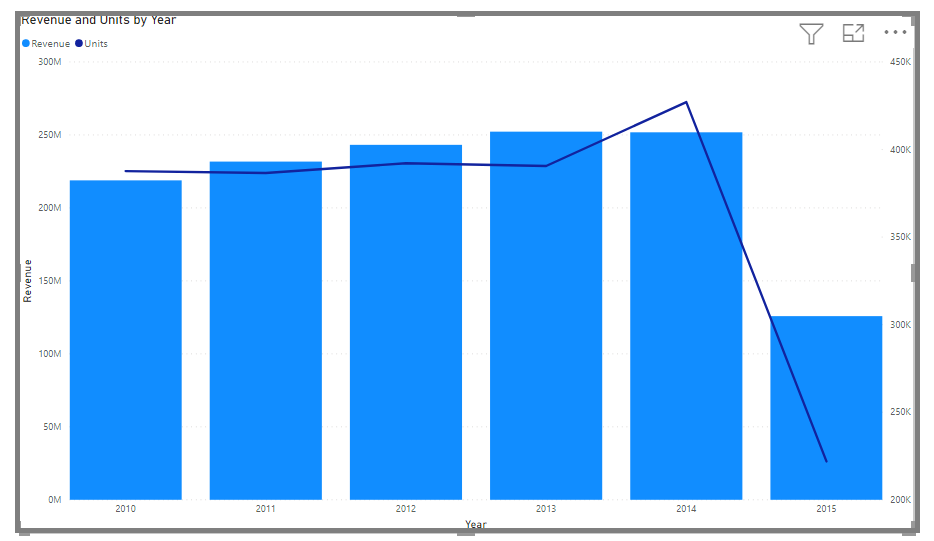 Revenue and Units by Year
Revenue Units
300M
250M
200M
150M
100M
50M
0M
Revenue
450K
400K
350K
300K
250K
200K
2010 2011 2012 2013 2014 2015
Year